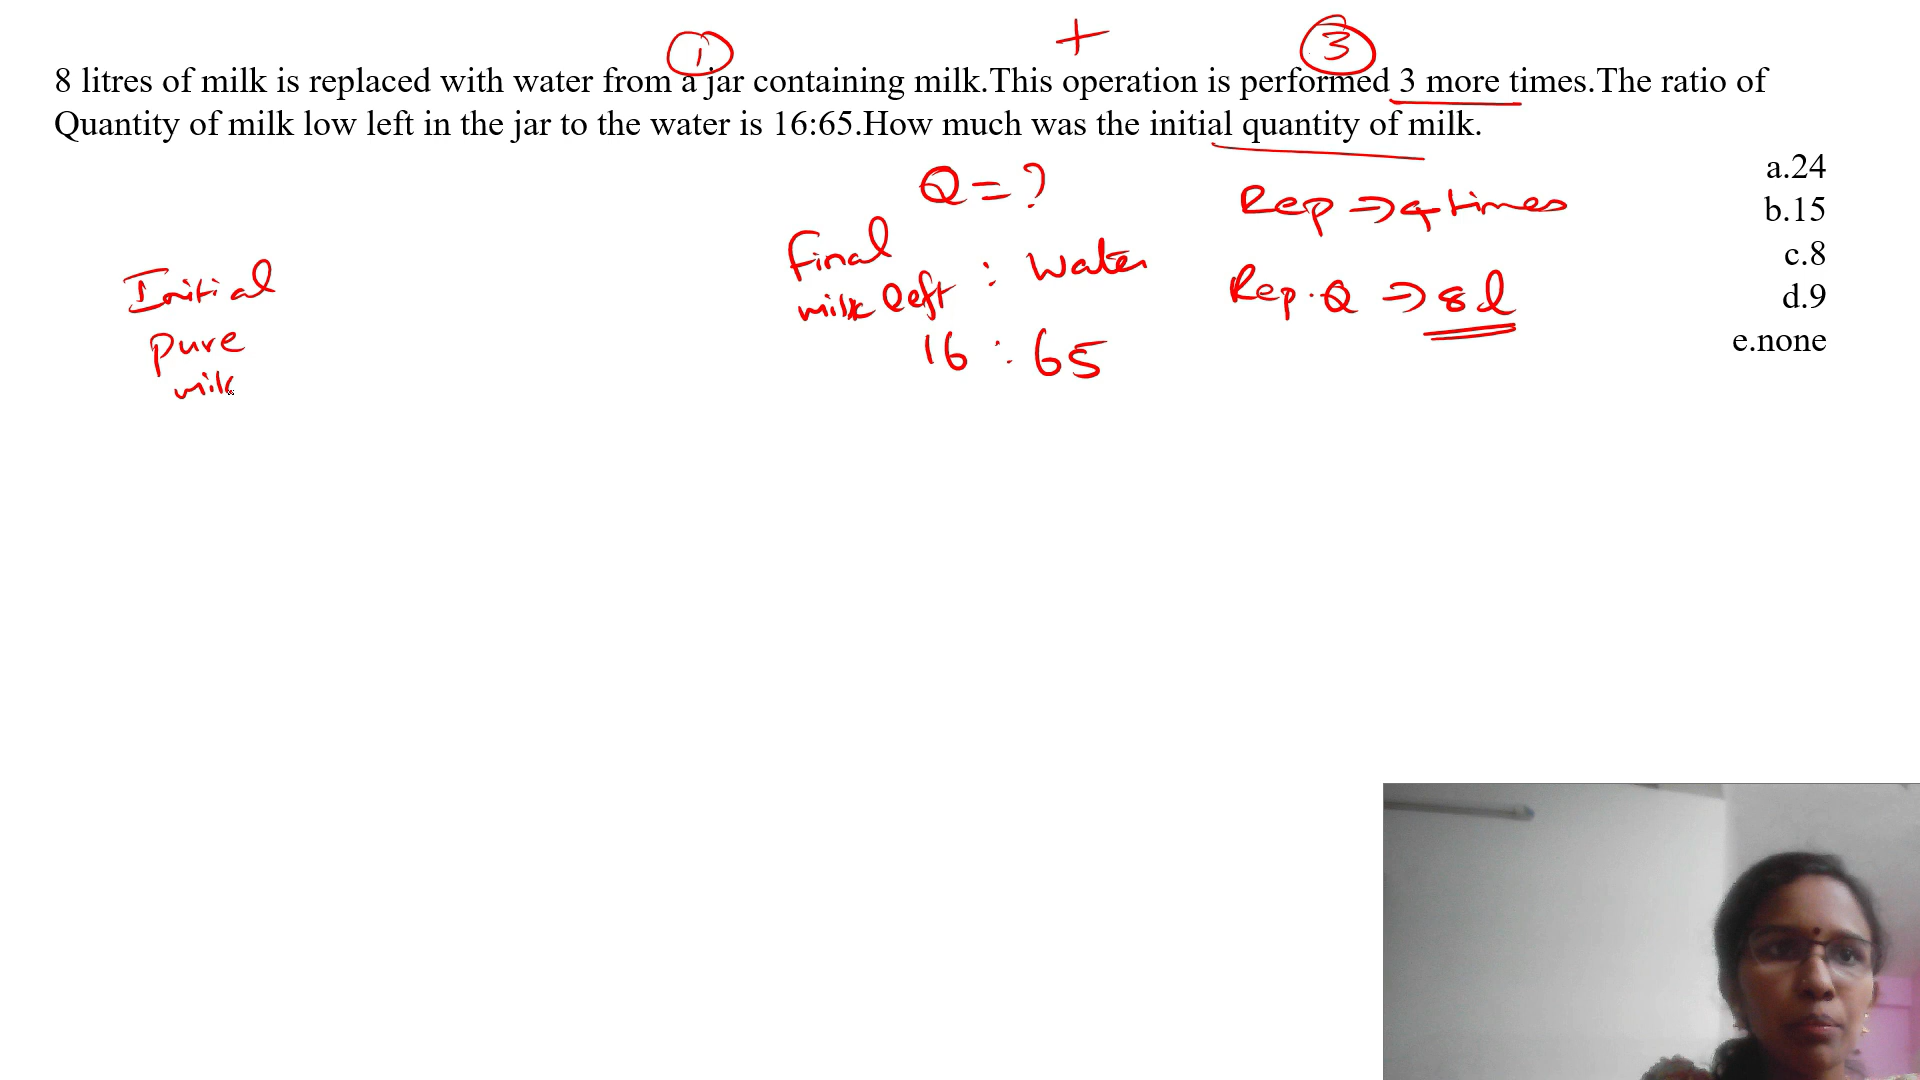 ① + ③
8 litres of milk is replaced with water from a jar containing milk.This operation is performed 3 more times.The ratio of
Quantity of milk low left in the jar to the water is 16:65.How much was the initial quantity of milk.
a.24
b.15
c.8
d.9
e.none
Q = ?
Rep ⇒ 4 times
Final
milk left : Water
16 : 65
Rep.Q ⇒ 8 l
Initial
pure
milk